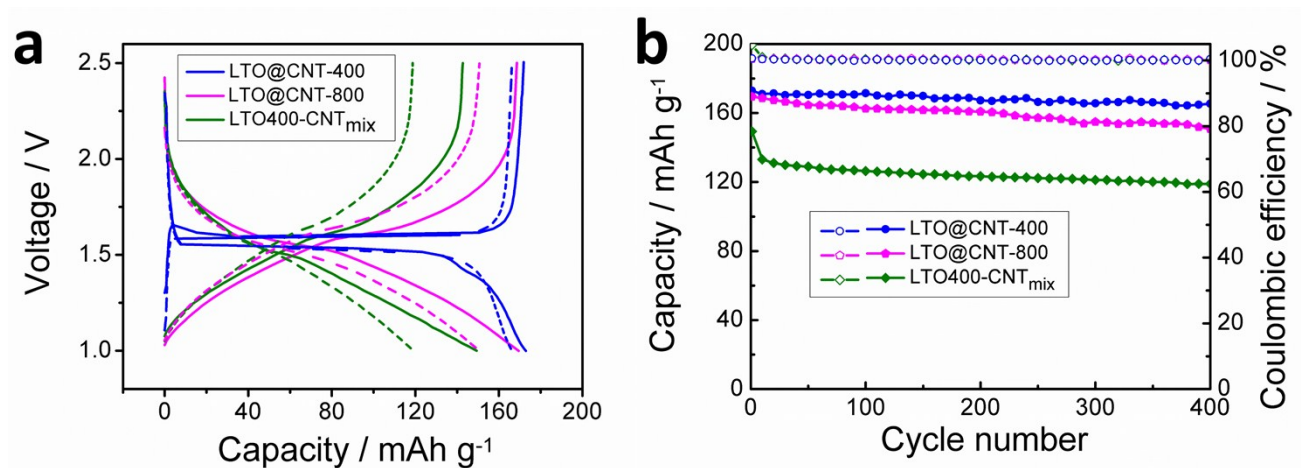 a
Voltage / V
2.5
2.0
1.5
1.0
LTO@CNT-400
LTO@CNT-800
LTO400-CNTmix
0
40
80
120
160
200
Capacity / mAh g-1
b
Capacity / mAh g-1
200
160
120
80
40
0
LTO@CNT-400
LTO@CNT-800
LTO400-CNTmix
0
100
200
300
400
Cycle number
100
80
60
40
20
0
Coulombic efficiency / %